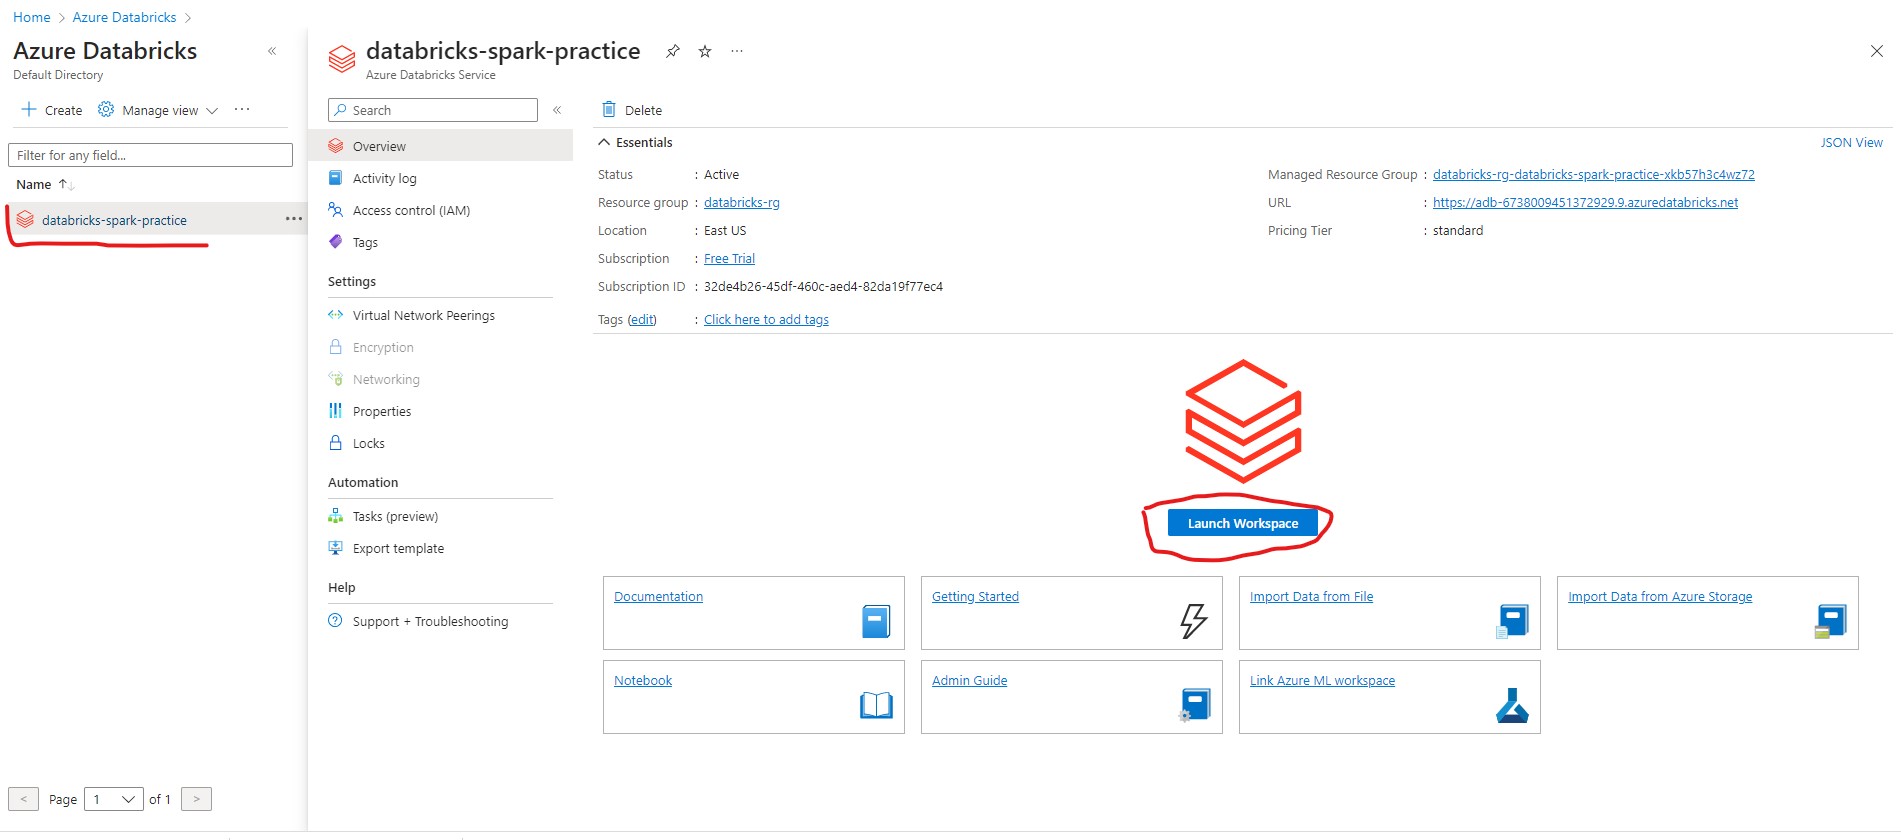 Home > Azure Databricks >
Azure Databricks
Default Directory
Create Manage view
Filter for any field...
Name
databricks-spark-practice
< Page 1 of 1 >
databricks-spark-practice
Azure Databricks Service
Search
Overview
Activity log
Access control (IAM)
Tags
Settings
Virtual Network Peerings
Encryption
Networking
Properties
Locks
Automation
Tasks (preview)
Export template
Help
Support + Troubleshooting
Delete
Essentials
JSON View
Status : Active
Resource group : databricks-rg
Location : East US
Subscription : Free Trial
Subscription ID : 32de4b26-45df-460c-aed4-82da19f77ec4
Tags (edit) : Click here to add tags
Managed Resource Group : databricks-rg-databricks-spark-practice-xkb57h3c4wz72
URL : https://adb-6738009451372929.9.azuredatabricks.net
Pricing Tier : standard
Launch Workspace
Documentation
Getting Started
Import Data from File
Import Data from Azure Storage
Notebook
Admin Guide
Link Azure ML workspace